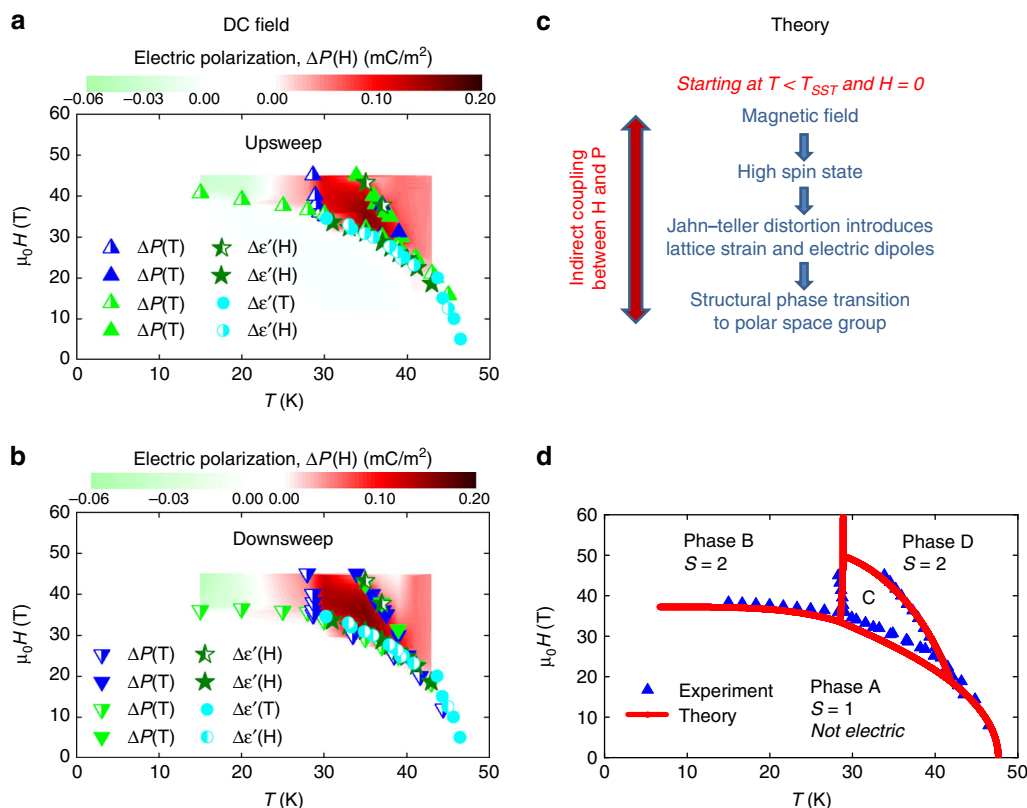 a
DC field
Electric polarization, ΔP(H) (mC/m²)
−0.06 −0.03 0.00 0.00 0.10 0.20
60
50
40
30
20
10
0
μ₀H (T)
Upsweep
ΔP(T) Δε′(H)
ΔP(T) Δε′(H)
ΔP(T) Δε′(T)
ΔP(T) Δε′(H)
0 10 20 30 40 50
T (K)
b
Electric polarization, ΔP(H) (mC/m²)
−0.06 −0.03 0.00 0.00 0.10 0.20
60
50
40
30
20
10
0
μ₀H (T)
Downsweep
ΔP(T) Δε′(H)
ΔP(T) Δε′(H)
ΔP(T) Δε′(T)
ΔP(T) Δε′(H)
0 10 20 30 40 50
T (K)
c
Theory
Starting at T < T_SST and H = 0
Indirect coupling
between H and P
Magnetic field
High spin state
Jahn–teller distortion introduces
lattice strain and electric dipoles
Structural phase transition
to polar space group
d
60
50
40
30
20
10
0
μ₀H (T)
Phase B
S = 2
Phase D
S = 2
C
Phase A
S = 1
Not electric
Experiment
Theory
0 10 20 30 40 50
T (K)